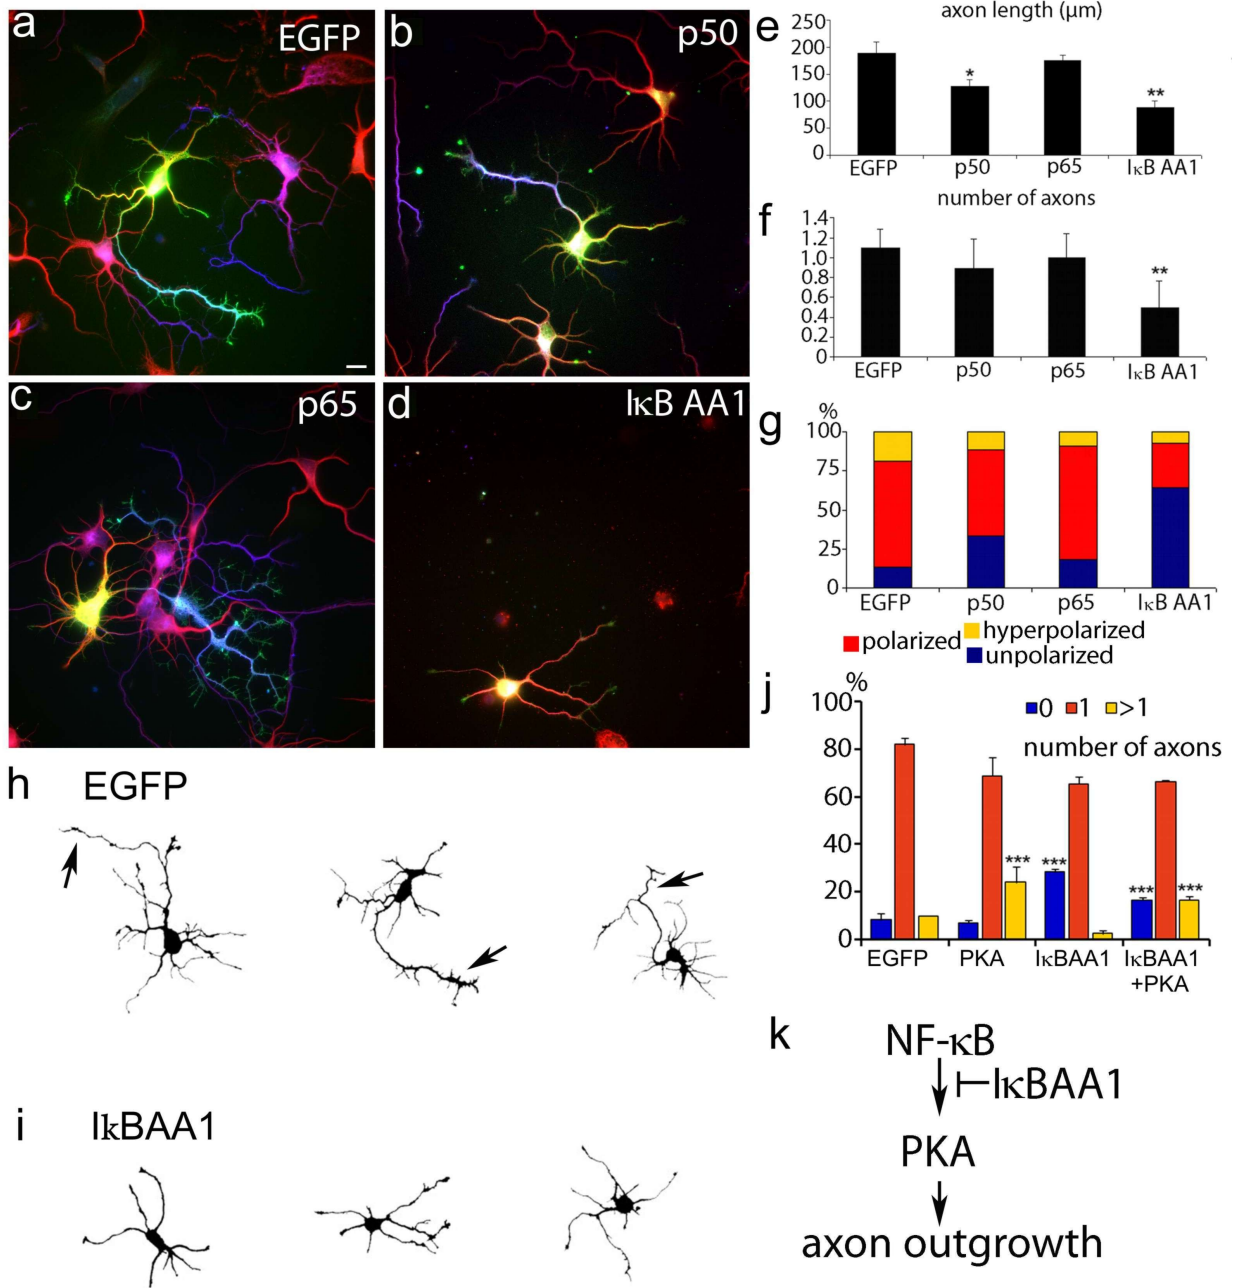 a
EGFP
b
p50
c
p65
d
IκB AA1
e
axon length (µm)
250
200
150
100
50
0
*
**
EGFP
p50
p65
IκB AA1
f
number of axons
1.4
1.2
1.0
0.8
0.6
0.4
0.2
0
**
EGFP
p50
p65
IκB AA1
g
%
100
75
50
25
0
EGFP
p50
p65
IκB AA1
polarized
hyperpolarized
unpolarized
h
EGFP
i
IkBAA1
j
%
100
80
60
40
20
0
0 1 >1
number of axons
***
***
***
***
EGFP
PKA
IκBAA1
IκBAA1
+PKA
k
NF-κB
IκBAA1
PKA
axon outgrowth